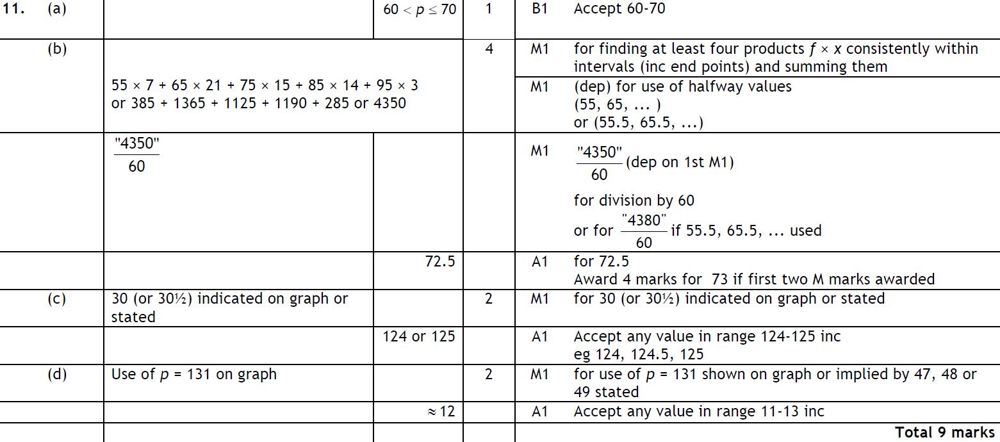 11. (a) 60 < p ≤ 70 1 B1 Accept 60-70
(b) 4 M1 for finding at least four products f × x consistently within
intervals (inc end points) and summing them
55 × 7 + 65 × 21 + 75 × 15 + 85 × 14 + 95 × 3
or 385 + 1365 + 1125 + 1190 + 285 or 4350
M1 (dep) for use of halfway values
(55, 65, ... )
or (55.5, 65.5, ...)
"4350"
60
M1 "4350"
60
(dep on 1st M1)
for division by 60
or for "4380"
60
if 55.5, 65.5, ... used
72.5 A1 for 72.5
Award 4 marks for 73 if first two M marks awarded
(c) 30 (or 30½) indicated on graph or
stated
2 M1 for 30 (or 30½) indicated on graph or stated
124 or 125 A1 Accept any value in range 124-125 inc
eg 124, 124.5, 125
(d) Use of p = 131 on graph 2 M1 for use of p = 131 shown on graph or implied by 47, 48 or
49 stated
≈ 12 A1 Accept any value in range 11-13 inc
Total 9 marks